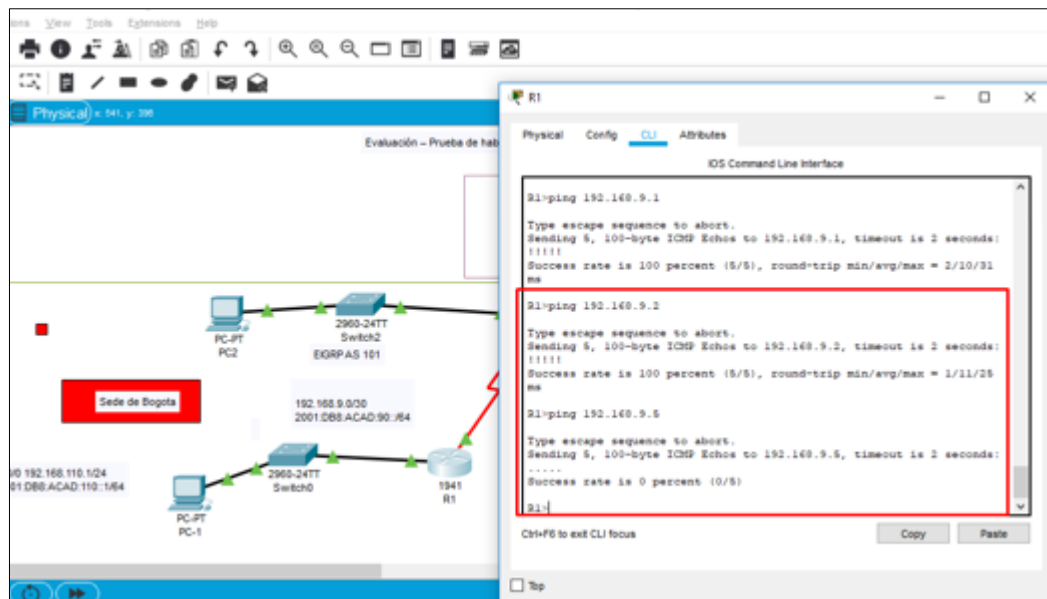 View Tools Extensions Help
Physical x: 641, y: 398
Evaluación – Prueba de hab
PC-PT
PC2
2960-24TT
Switch2
EIGRP AS 101
Sede de Bogota
192.168.9.0/30
2001:DB8:ACAD:90::/64
/0 192.168.110.1/24
01:DB8:ACAD:110::1/64
PC-PT
PC-1
2960-24TT
Switch0
1941
R1
R1
Physical Config CLI Attributes
IOS Command Line Interface
R1>ping 192.168.9.1
Type escape sequence to abort.
Sending 5, 100-byte ICMP Echos to 192.168.9.1, timeout is 2 seconds:
!!!!!
Success rate is 100 percent (5/5), round-trip min/avg/max = 2/10/31
ms
R1>ping 192.168.9.2
Type escape sequence to abort.
Sending 5, 100-byte ICMP Echos to 192.168.9.2, timeout is 2 seconds:
!!!!!
Success rate is 100 percent (5/5), round-trip min/avg/max = 1/11/25
ms
R1>ping 192.168.9.5
Type escape sequence to abort.
Sending 5, 100-byte ICMP Echos to 192.168.9.5, timeout is 2 seconds:
.....
Success rate is 0 percent (0/5)
R1>
Ctrl+F6 to exit CLI focus
Copy Paste
Top